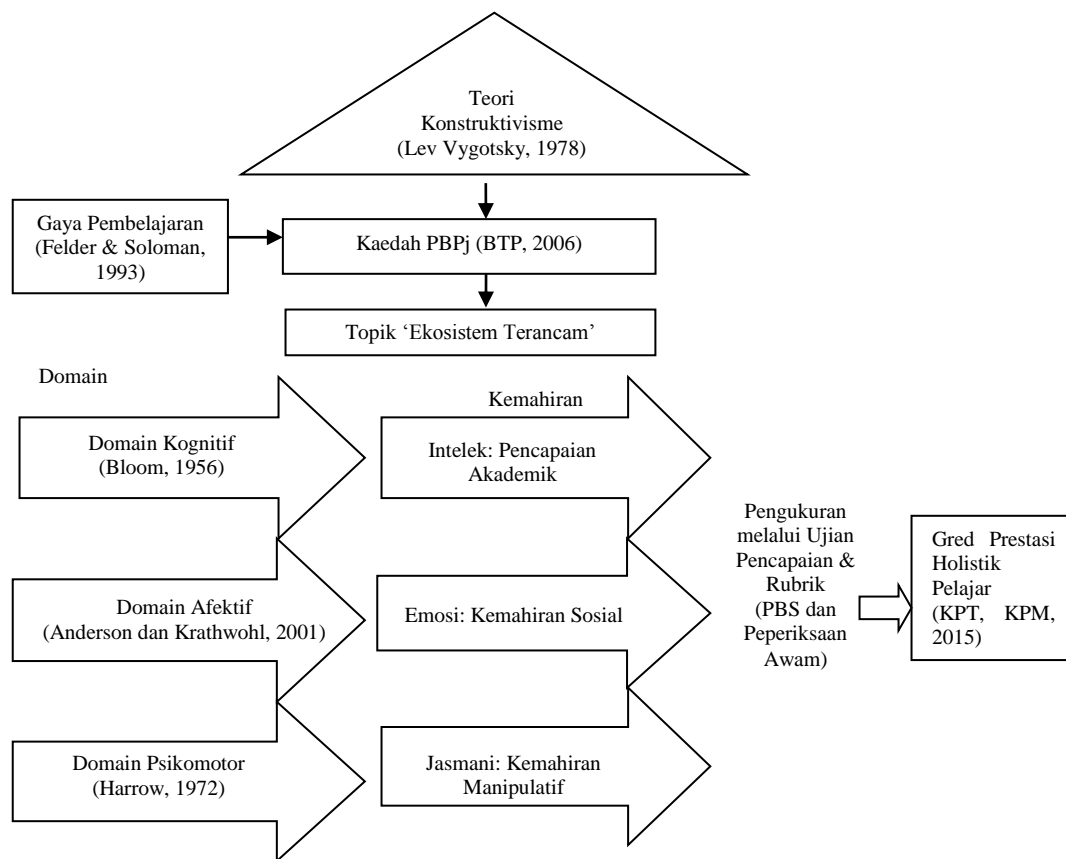 Teori
Konstruktivisme
(Lev Vygotsky, 1978)
Gaya Pembelajaran
(Felder & Soloman,
1993)
Kaedah PBPj (BTP, 2006)
Topik ‘Ekosistem Terancam’
Domain
Kemahiran
Domain Kognitif
(Bloom, 1956)
Intelek: Pencapaian
Akademik
Domain Afektif
(Anderson dan Krathwohl, 2001)
Emosi: Kemahiran Sosial
Domain Psikomotor
(Harrow, 1972)
Jasmani: Kemahiran
Manipulatif
Pengukuran
melalui Ujian
Pencapaian &
Rubrik
(PBS dan
Peperiksaan
Awam)
Gred Prestasi
Holistik
Pelajar
(KPT, KPM,
2015)